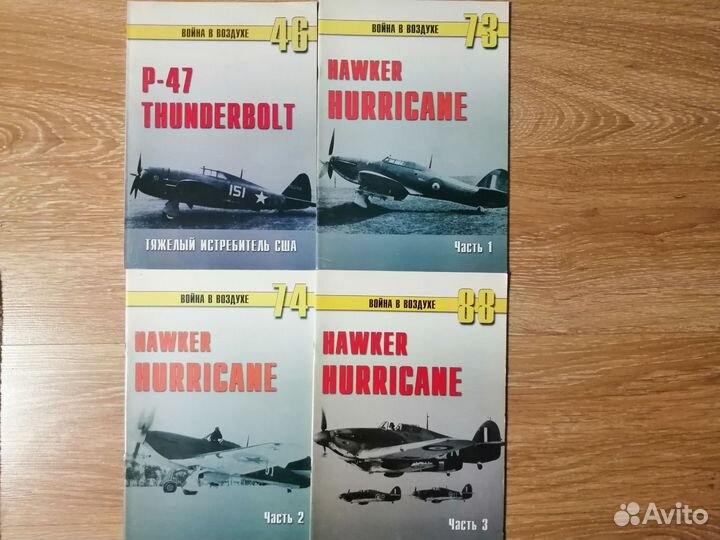 ВОЙНА В ВОЗДУХЕ 46
P-47
THUNDERBOLT
151
ТЯЖЕЛЫЙ ИСТРЕБИТЕЛЬ США
ВОЙНА В ВОЗДУХЕ 73
HAWKER
HURRICANE
Часть 1
ВОЙНА В ВОЗДУХЕ 74
HAWKER
HURRICANE
Часть 2
ВОЙНА В ВОЗДУХЕ 88
HAWKER
HURRICANE
Часть 3
Avito